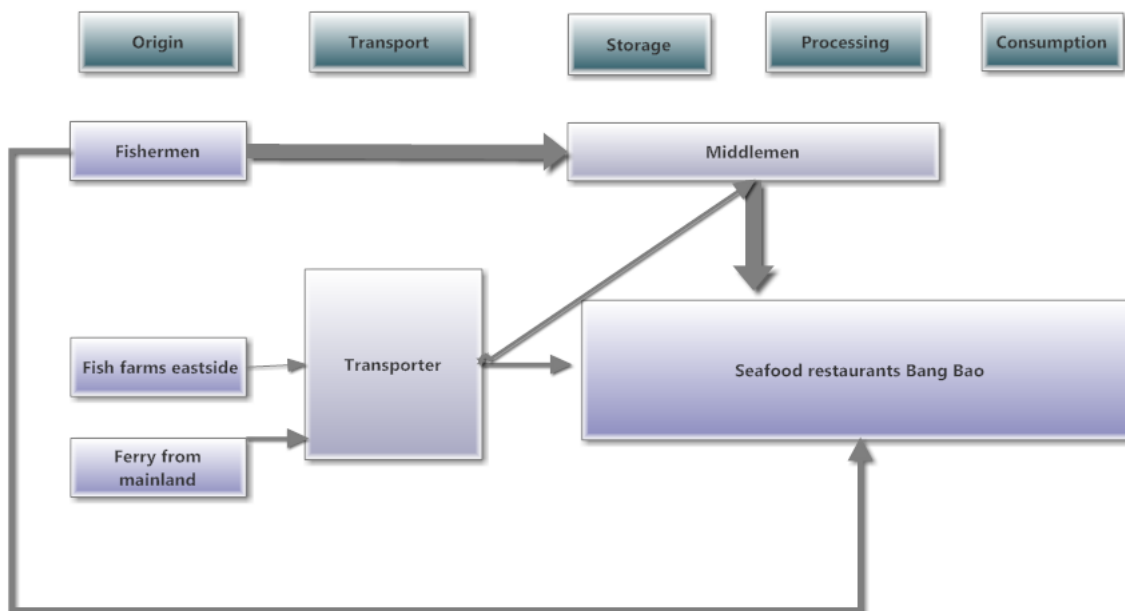 Origin
Transport
Storage
Processing
Consumption
Fishermen
Middlemen
Fish farms eastside
Transporter
Seafood restaurants Bang Bao
Ferry from
mainland